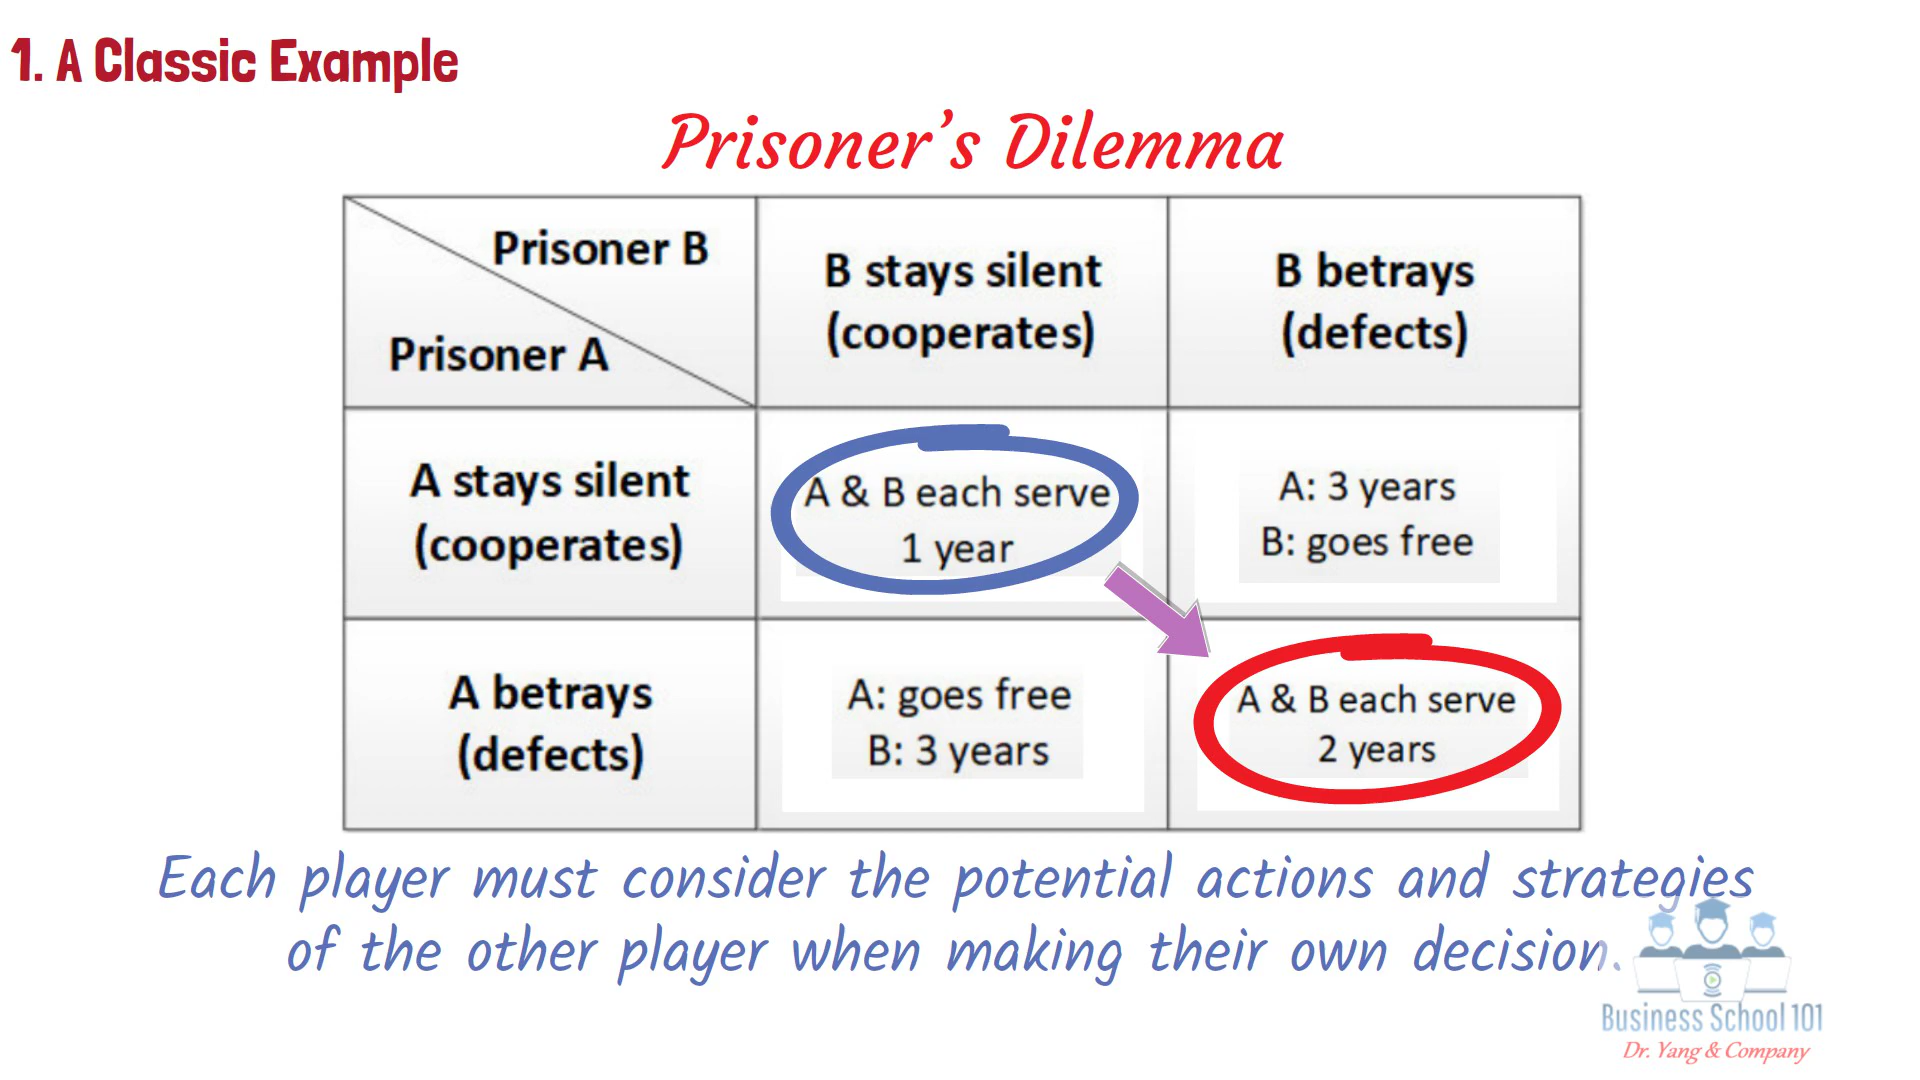 1. A Classic Example
Prisoner's Dilemma
Prisoner B
Prisoner A
B stays silent
(cooperates)
B betrays
(defects)
A stays silent
(cooperates)
A & B each serve
1 year
A: 3 years
B: goes free
A betrays
(defects)
A: goes free
B: 3 years
A & B each serve
2 years
Each player must consider the potential actions and strategies
of the other player when making their own decision.
Business School 101
Dr. Yang & Company